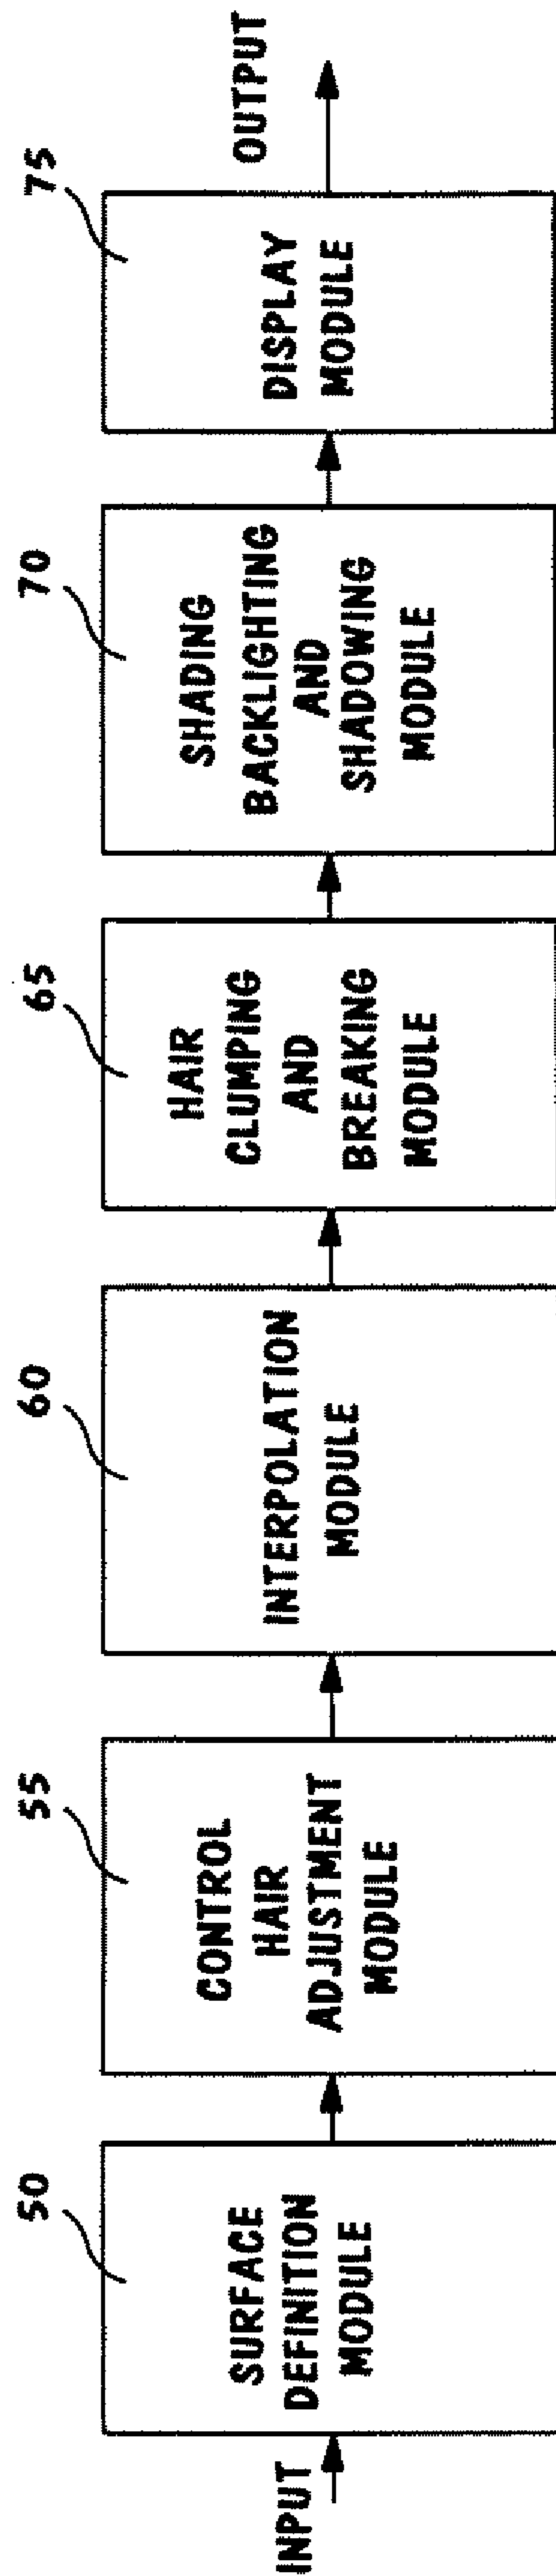 INPUT
50
SURFACE
DEFINITION
MODULE
55
CONTROL
HAIR
ADJUSTMENT
MODULE
60
INTERPOLATION
MODULE
65
HAIR
CLUMPING
AND
BREAKING
MODULE
70
SHADING
BACKLIGHTING
AND
SHADOWING
MODULE
75
DISPLAY
MODULE
OUTPUT